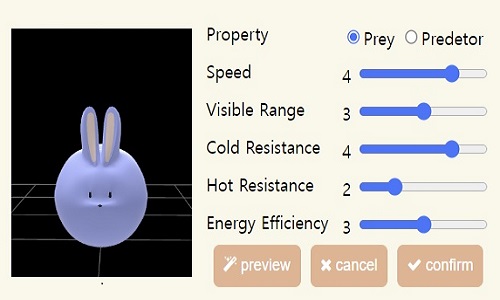 Property Prey Predetor
Speed 4
Visible Range 3
Cold Resistance 4
Hot Resistance 2
Energy Efficiency 3
preview cancel confirm